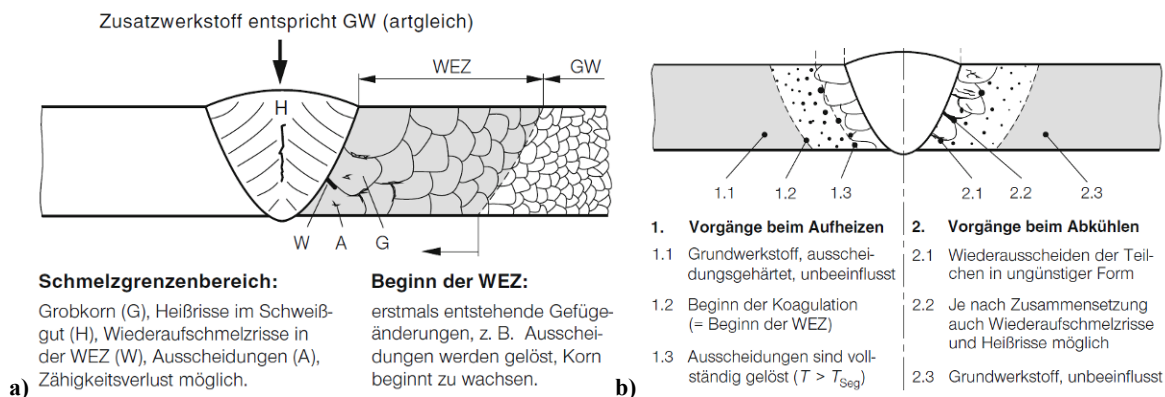 Zusatzwerkstoff entspricht GW (artgleich)
WEZ
GW
H
W
A
G
Schmelzgrenzenbereich:
Grobkorn (G), Heißrisse im Schweiß-
gut (H), Wiederaufschmelzrisse in
der WEZ (W), Ausscheidungen (A),
Zähigkeitsverlust möglich.
Beginn der WEZ:
erstmals entstehende Gefüge-
änderungen, z. B. Ausschei-
dungen werden gelöst, Korn
beginnt zu wachsen.
a)
1.1
1.2
1.3
2.1
2.2
2.3
1. Vorgänge beim Aufheizen
1.1 Grundwerkstoff, ausschei-
dungsgehärtet, unbeeinflusst
1.2 Beginn der Koagulation
(= Beginn der WEZ)
1.3 Ausscheidungen sind voll-
ständig gelöst (T > TSeg)
2. Vorgänge beim Abkühlen
2.1 Wiederausscheiden der Teil-
chen in ungünstiger Form
2.2 Je nach Zusammensetzung
auch Wiederaufschmelzrisse
und Heißrisse möglich
2.3 Grundwerkstoff, unbeeinflusst
b)